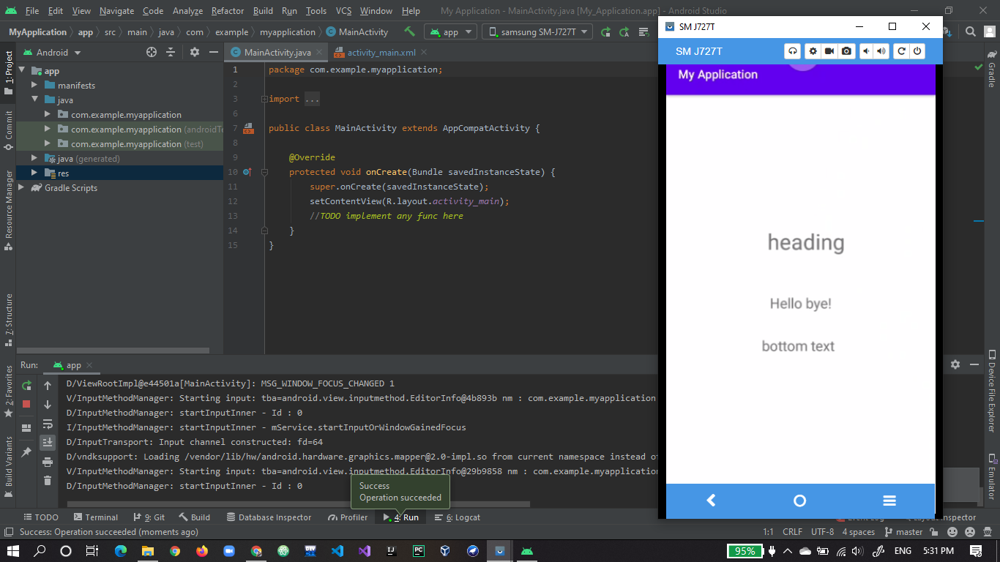 File Edit View Navigate Code Analyze Refactor Build Run Tools VCS Window Help My Application - MainActivity.java [My_Application.app] - Android Studio
MyApplication app src main java com example myapplication MainActivity app samsung SM-J727T
Android
MainActivity.java activity_main.xml
1: Project
Commit
Resource Manager
7: Structure
2: Favorites
Build Variants
app
manifests
java
com.example.myapplication
com.example.myapplication (androidTe
com.example.myapplication (test)
java (generated)
res
Gradle Scripts
1 package com.example.myapplication;
2
3 import ...
6
7 public class MainActivity extends AppCompatActivity {
8
9 @Override
10 protected void onCreate(Bundle savedInstanceState) {
11 super.onCreate(savedInstanceState);
12 setContentView(R.layout.activity_main);
13 //TODO implement any func here
14 }
15 }
SM J727T
SM J727T
My Application
heading
Hello bye!
bottom text
Gradle
Device File Explorer
Emulator
Run: app
D/ViewRootImpl@e44501a[MainActivity]: MSG_WINDOW_FOCUS_CHANGED 1
V/InputMethodManager: Starting input: tba=android.view.inputmethod.EditorInfo@4b893b nm : com.example.myapplication
D/InputMethodManager: startInputInner - Id : 0
I/InputMethodManager: startInputInner - mService.startInputOrWindowGainedFocus
D/InputTransport: Input channel constructed: fd=64
D/vndksupport: Loading /vendor/lib/hw/android.hardware.graphics.mapper@2.0-impl.so from current namespace instead of
V/InputMethodManager: Starting input: tba=android.view.inputmethod.EditorInfo@29b9858 nm : com.example.myapplication
D/InputMethodManager: startInputInner - Id : 0
Success
Operation succeeded
TODO Terminal 9: Git Build Database Inspector Profiler 4: Run 6: Logcat Inspector
Success: Operation succeeded (moments ago) 1:1 CRLF UTF-8 4 spaces master
95% ENG 5:31 PM